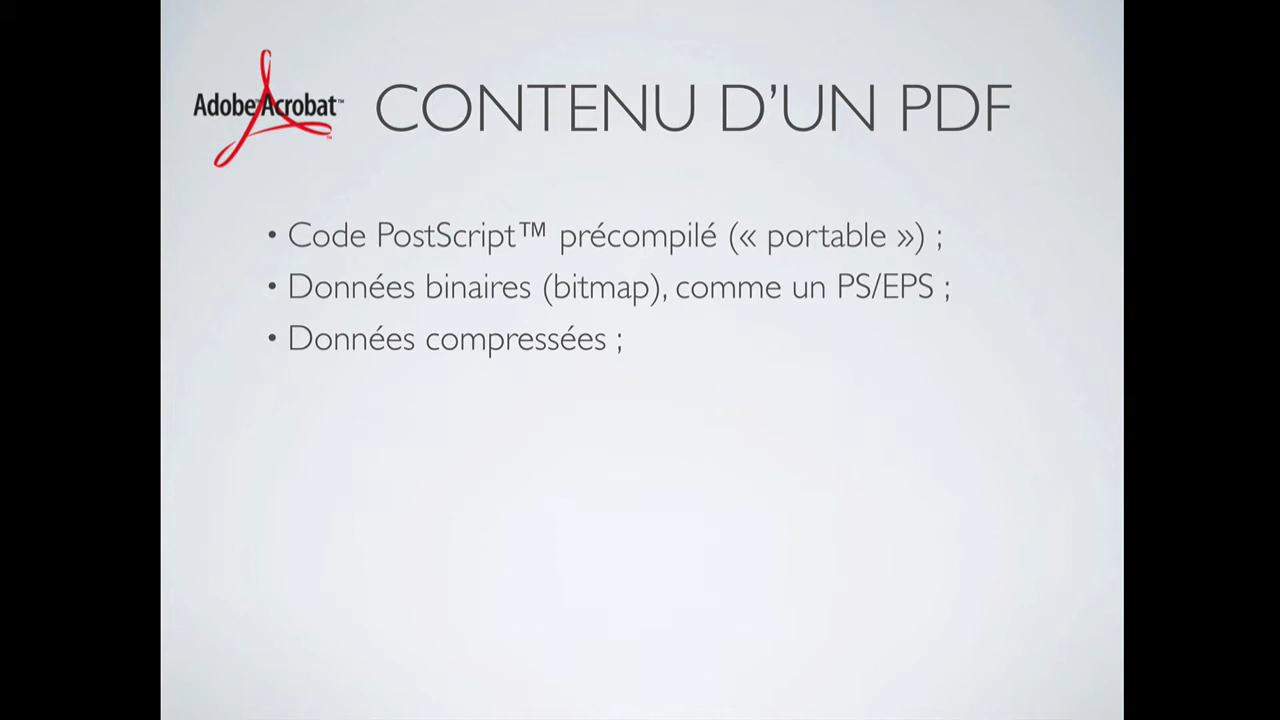 Adobe Acrobat™ CONTENU D’UN PDF
• Code PostScript™ précompilé (« portable ») ;
• Données binaires (bitmap), comme un PS/EPS ;
• Données compressées ;